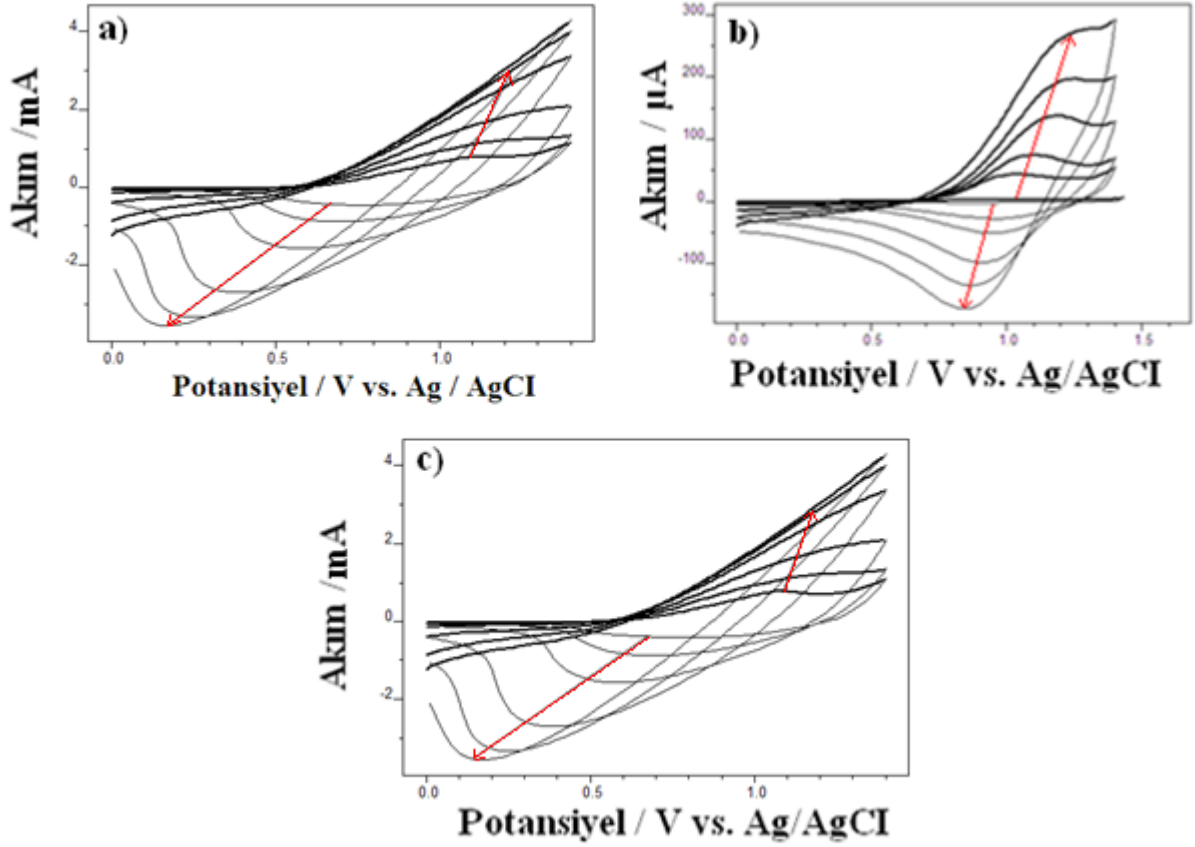 a)
4
2
0
-2
Akım /mA
0.0 0.5 1.0
Potansiyel / V vs. Ag / AgCI
b)
300
200
100
0
-100
Akım / µA
0.0 0.5 1.0 1.5
Potansiyel / V vs. Ag/AgCI
c)
4
2
0
-2
Akım /mA
0.0 0.5 1.0
Potansiyel / V vs. Ag/AgCI